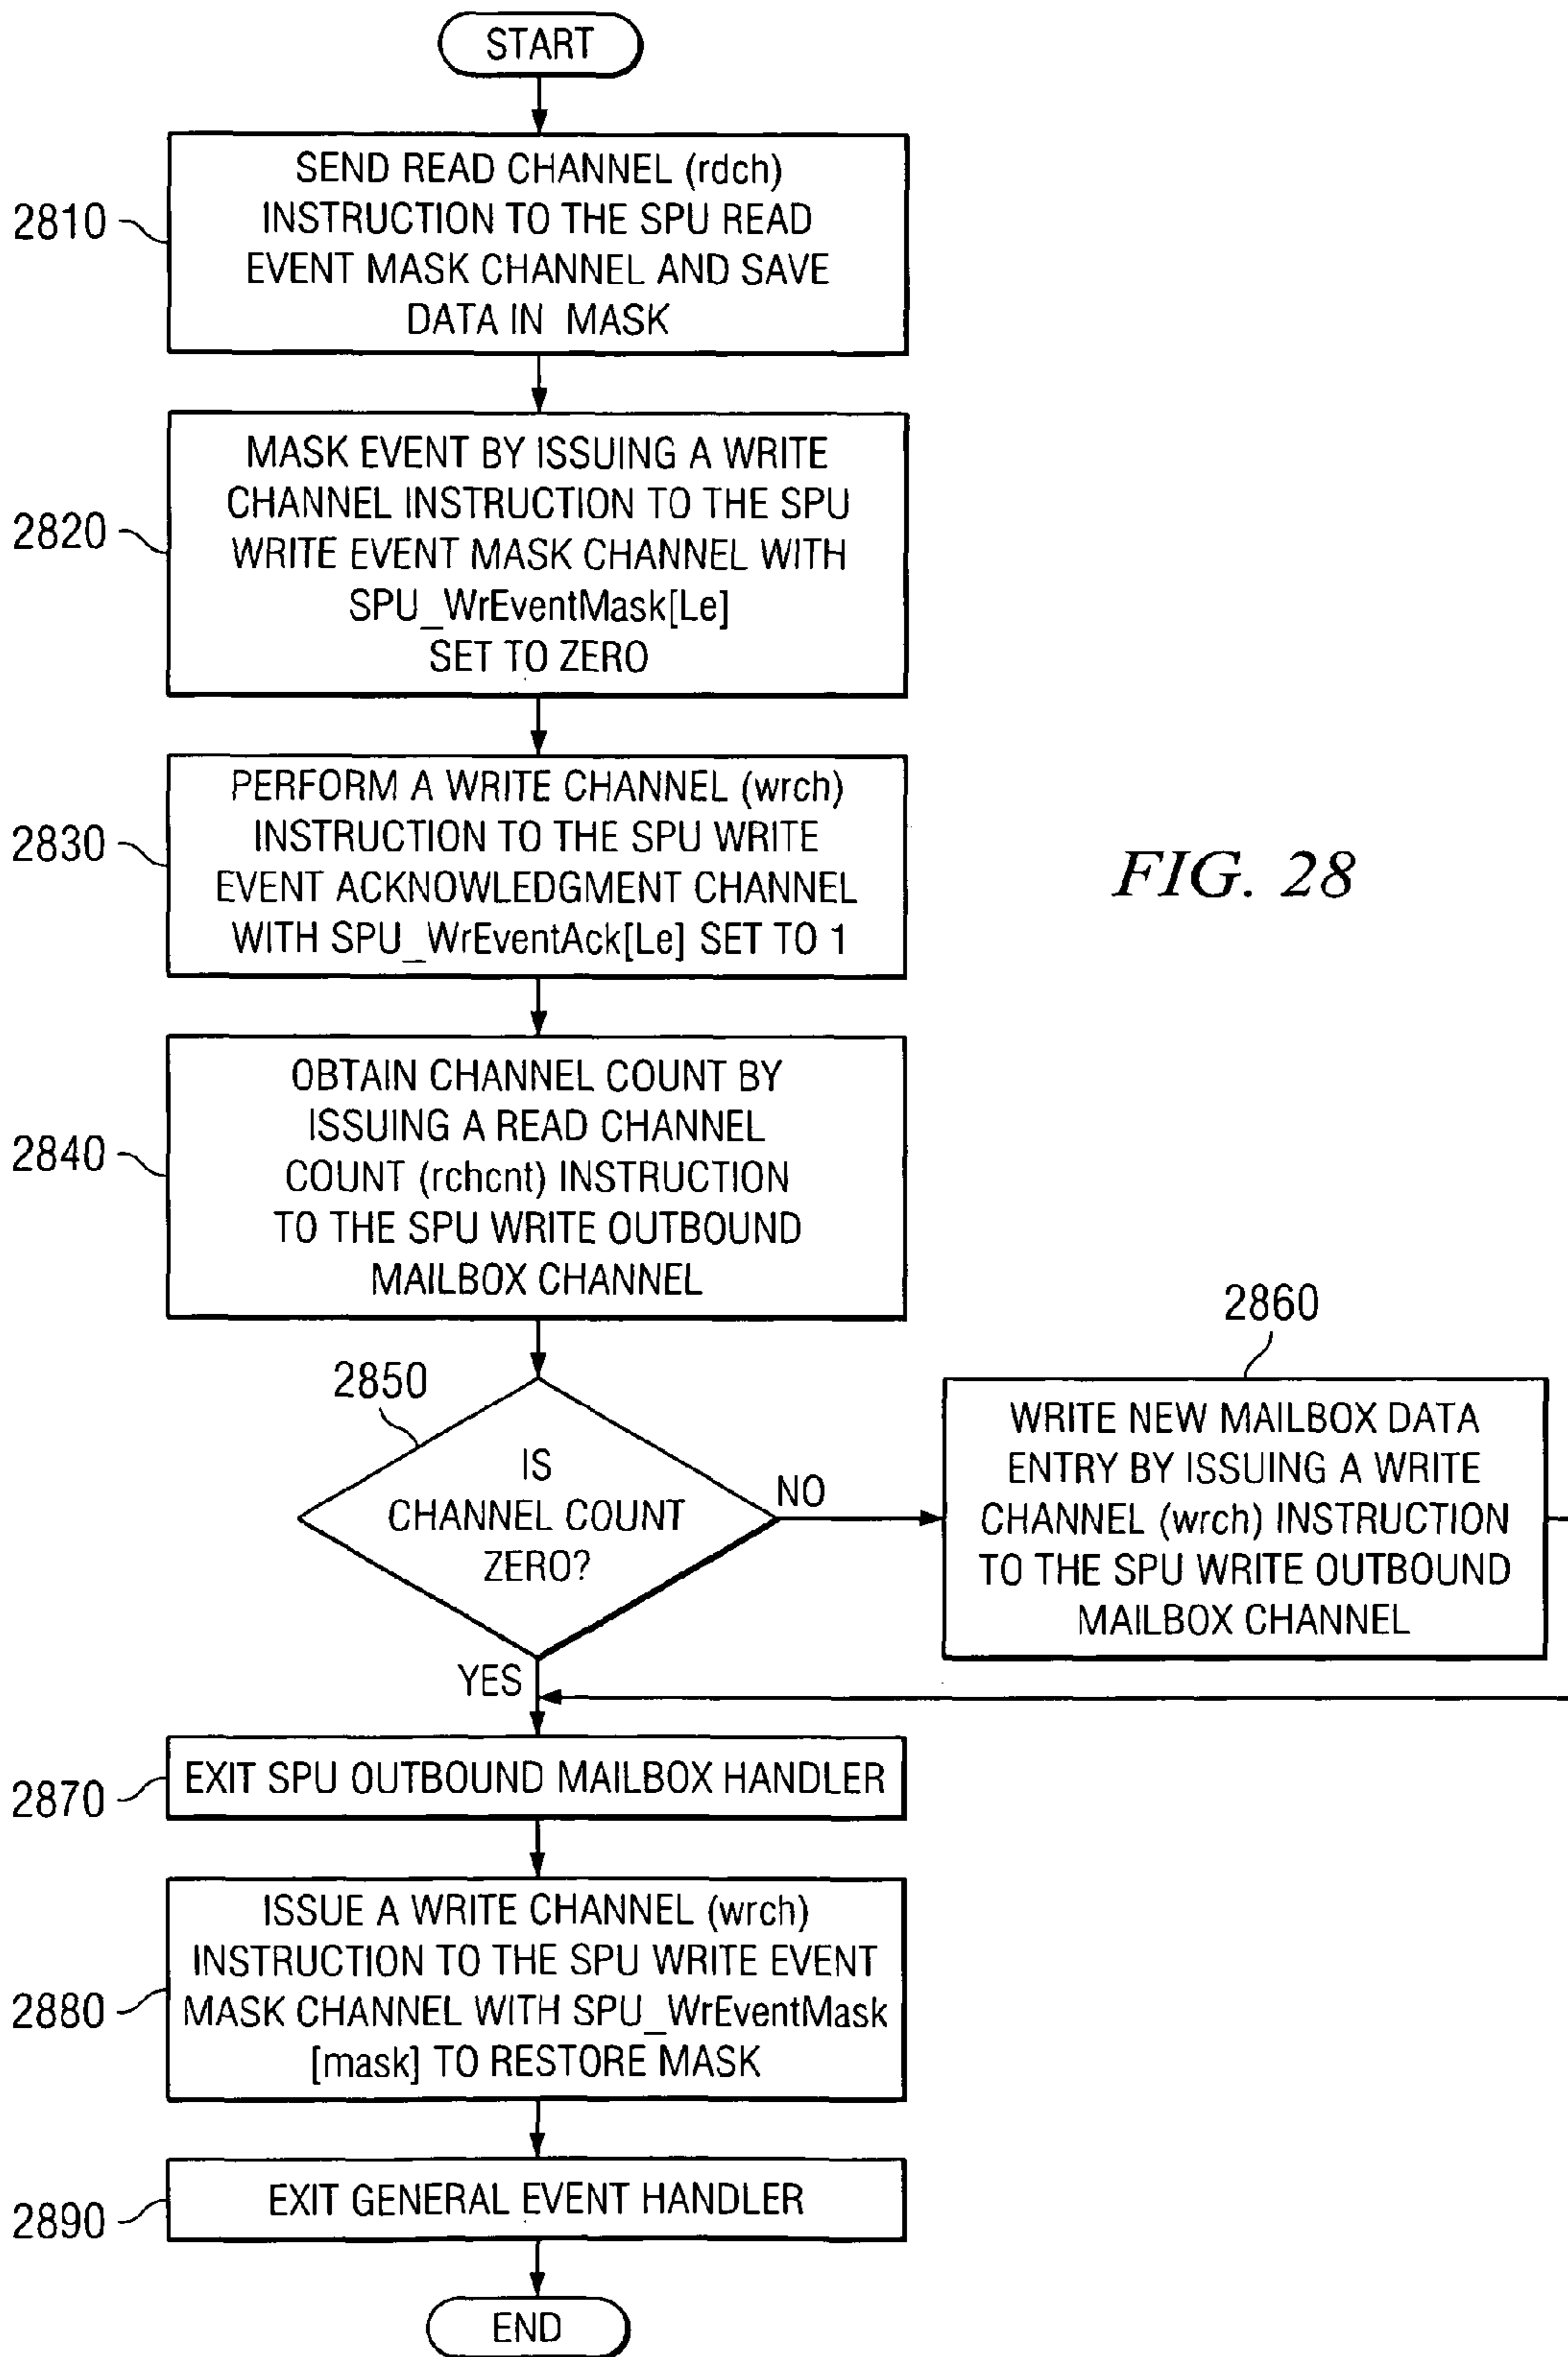 START
2810
SEND READ CHANNEL (rdch)
INSTRUCTION TO THE SPU READ
EVENT MASK CHANNEL AND SAVE
DATA IN MASK
2820
MASK EVENT BY ISSUING A WRITE
CHANNEL INSTRUCTION TO THE SPU
WRITE EVENT MASK CHANNEL WITH
SPU_WrEventMask[Le]
SET TO ZERO
2830
PERFORM A WRITE CHANNEL (wrch)
INSTRUCTION TO THE SPU WRITE
EVENT ACKNOWLEDGMENT CHANNEL
WITH SPU_WrEventAck[Le] SET TO 1
FIG. 28
2840
OBTAIN CHANNEL COUNT BY
ISSUING A READ CHANNEL
COUNT (rchcnt) INSTRUCTION
TO THE SPU WRITE OUTBOUND
MAILBOX CHANNEL
2850
IS
CHANNEL COUNT
ZERO?
NO
YES
2860
WRITE NEW MAILBOX DATA
ENTRY BY ISSUING A WRITE
CHANNEL (wrch) INSTRUCTION
TO THE SPU WRITE OUTBOUND
MAILBOX CHANNEL
2870
EXIT SPU OUTBOUND MAILBOX HANDLER
2880
ISSUE A WRITE CHANNEL (wrch)
INSTRUCTION TO THE SPU WRITE EVENT
MASK CHANNEL WITH SPU_WrEventMask
[mask] TO RESTORE MASK
2890
EXIT GENERAL EVENT HANDLER
END